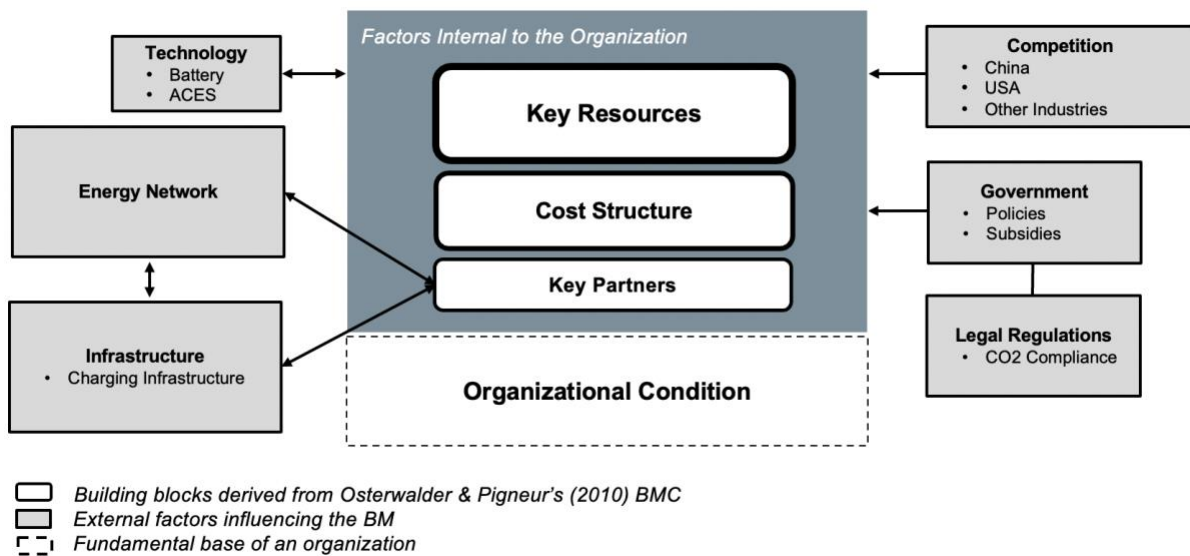 Factors Internal to the Organization
Technology
• Battery
• ACES
Energy Network
Infrastructure
• Charging Infrastructure
Key Resources
Cost Structure
Key Partners
Organizational Condition
Competition
• China
• USA
• Other Industries
Government
• Policies
• Subsidies
Legal Regulations
• CO2 Compliance
Building blocks derived from Osterwalder & Pigneur's (2010) BMC
External factors influencing the BM
Fundamental base of an organization